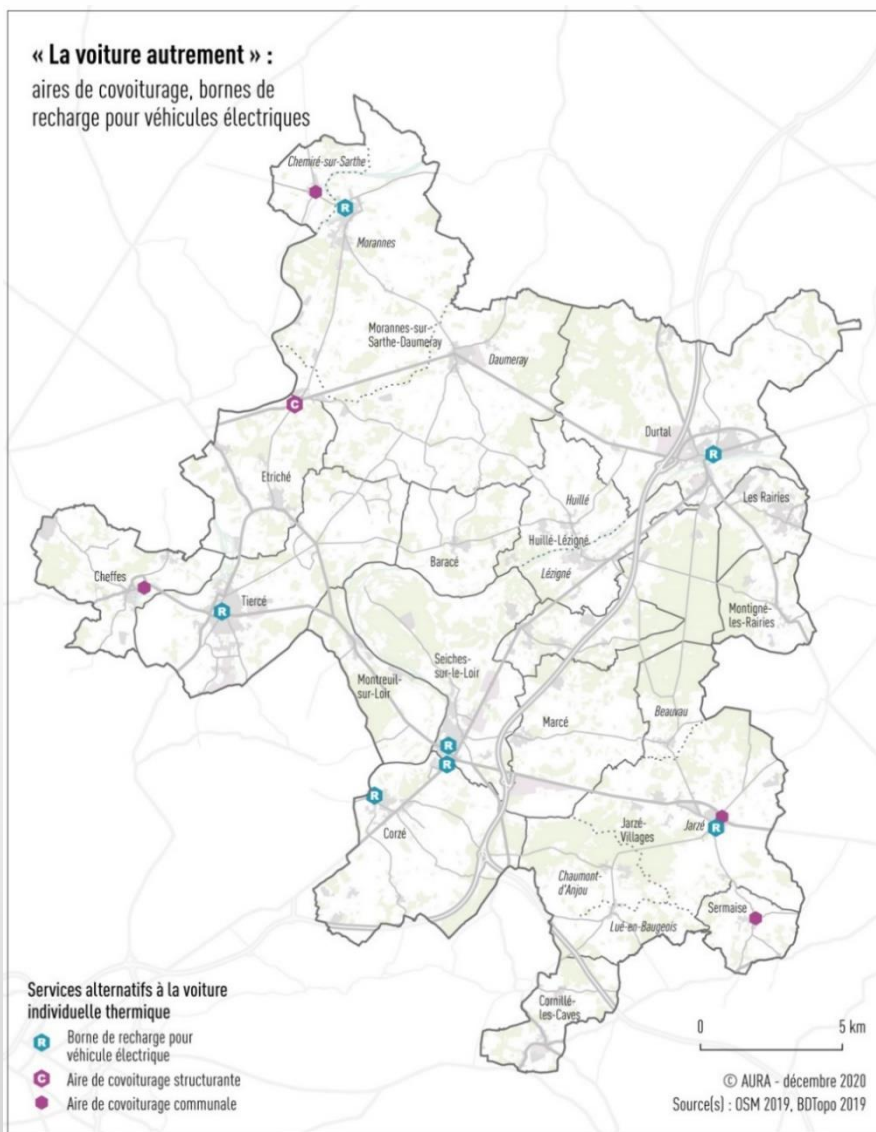 « La voiture autrement » :
aires de covoiturage, bornes de
recharge pour véhicules électriques
Chemiré-sur-Sarthe
R
Morannes
Morannes-sur-
Sarthe-Daumeray
Daumeray
C
Durtal
R
Etriché
Huillé
Les Rairies
Huillé-Lézigné
Baracé
Lézigné
Cheffes
Tiercé
R
Montigné-
les-Rairies
Seiches-
sur-le-Loir
Montreuil-
sur-Loir
Marcé
Beauvau
R
R
R
Corzé
Jarzé-
Villages
Jarzé
R
Chaumont-
d'Anjou
Sermaise
Lué-en-Baugeois
Cornillé-
les-Caves
Services alternatifs à la voiture
individuelle thermique
R Borne de recharge pour
véhicule électrique
C Aire de covoiturage structurante
Aire de covoiturage communale
0 5 km
© AURA - décembre 2020
Source(s) : OSM 2019, BDTopo 2019